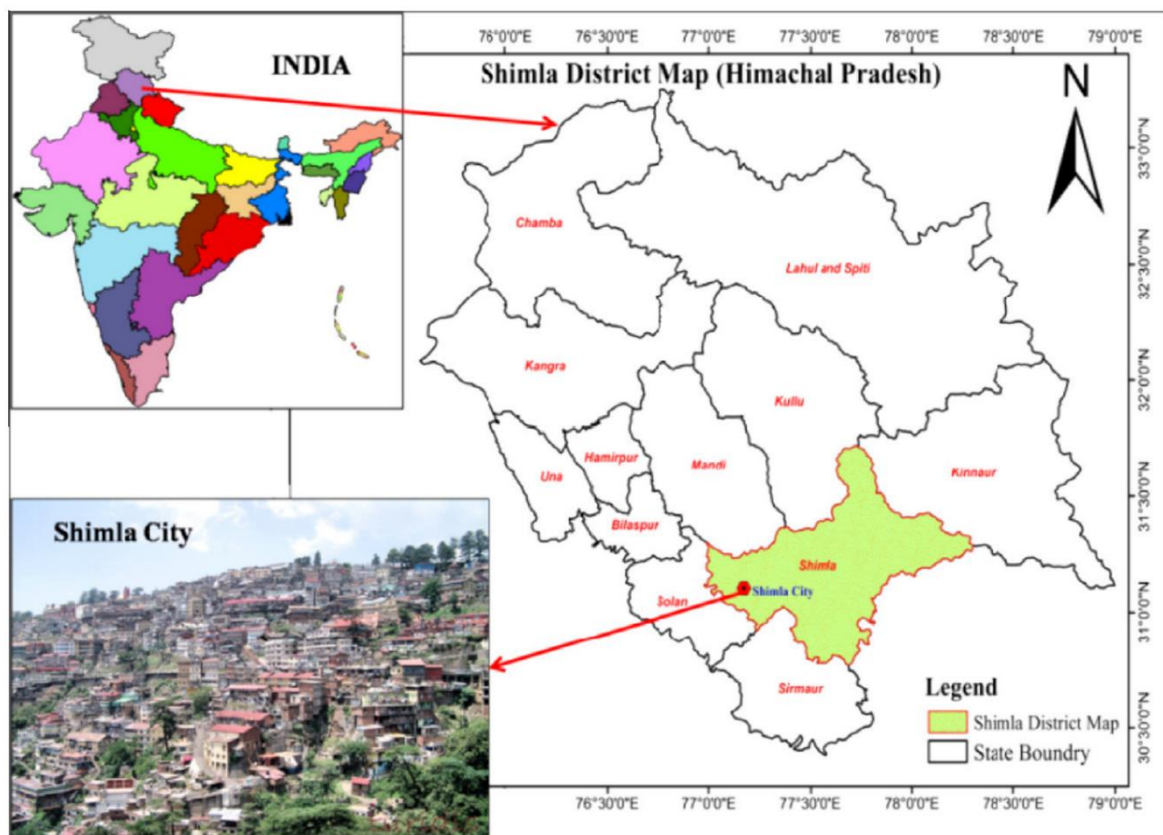 INDIA
76°0'0"E
76°30'0"E
77°0'0"E
77°30'0"E
78°0'0"E
78°30'0"E
79°0'0"E
Shimla District Map (Himachal Pradesh)
N
33°0'0"N
32°30'0"N
32°0'0"N
31°30'0"N
31°0'0"N
30°30'0"N
Chamba
Lahul and Spiti
Kangra
Kullu
Hamirpur
Mandi
Una
Kinnaur
Bilaspur
Shimla
Shimla City
Solan
Sirmaur
Shimla City
Legend
Shimla District Map
State Boundry
76°30'0"E
77°0'0"E
77°30'0"E
78°0'0"E
78°30'0"E
79°0'0"E